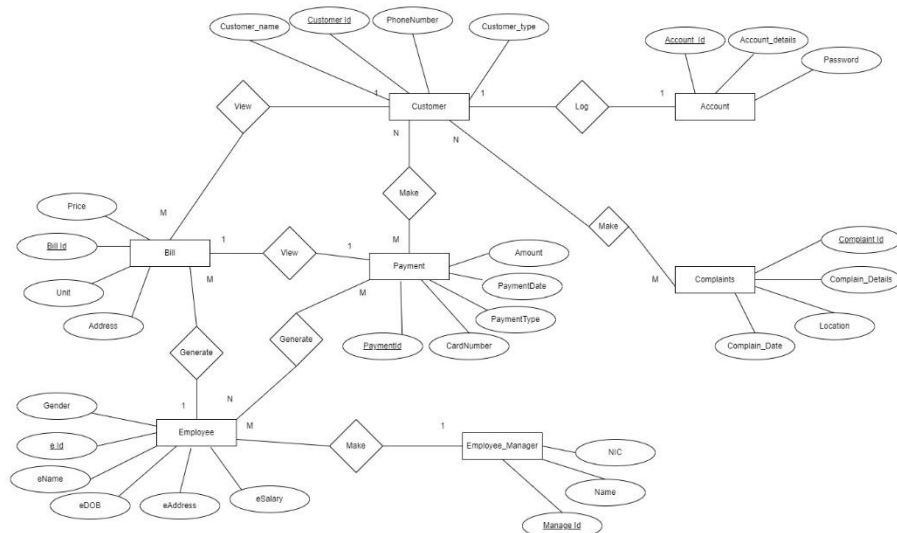 Customer_name
Customer Id
PhoneNumber
Customer_type
Account_Id
Account_details
Password
View
1
Customer
1
Log
1
Account
N
N
Make
Price
M
Make
Bill Id
Bill
1
View
1
M
Payment
Amount
M
Complaints
Complaint Id
M
M
PaymentDate
Complain_Details
Unit
PaymentType
Location
Address
Generate
Generate
PaymentId
CardNumber
Complain_Date
Gender
1
N
Employee
M
Make
1
Employee_Manager
e Id
NIC
eName
Name
eDOB
eAddress
eSalary
Manage Id